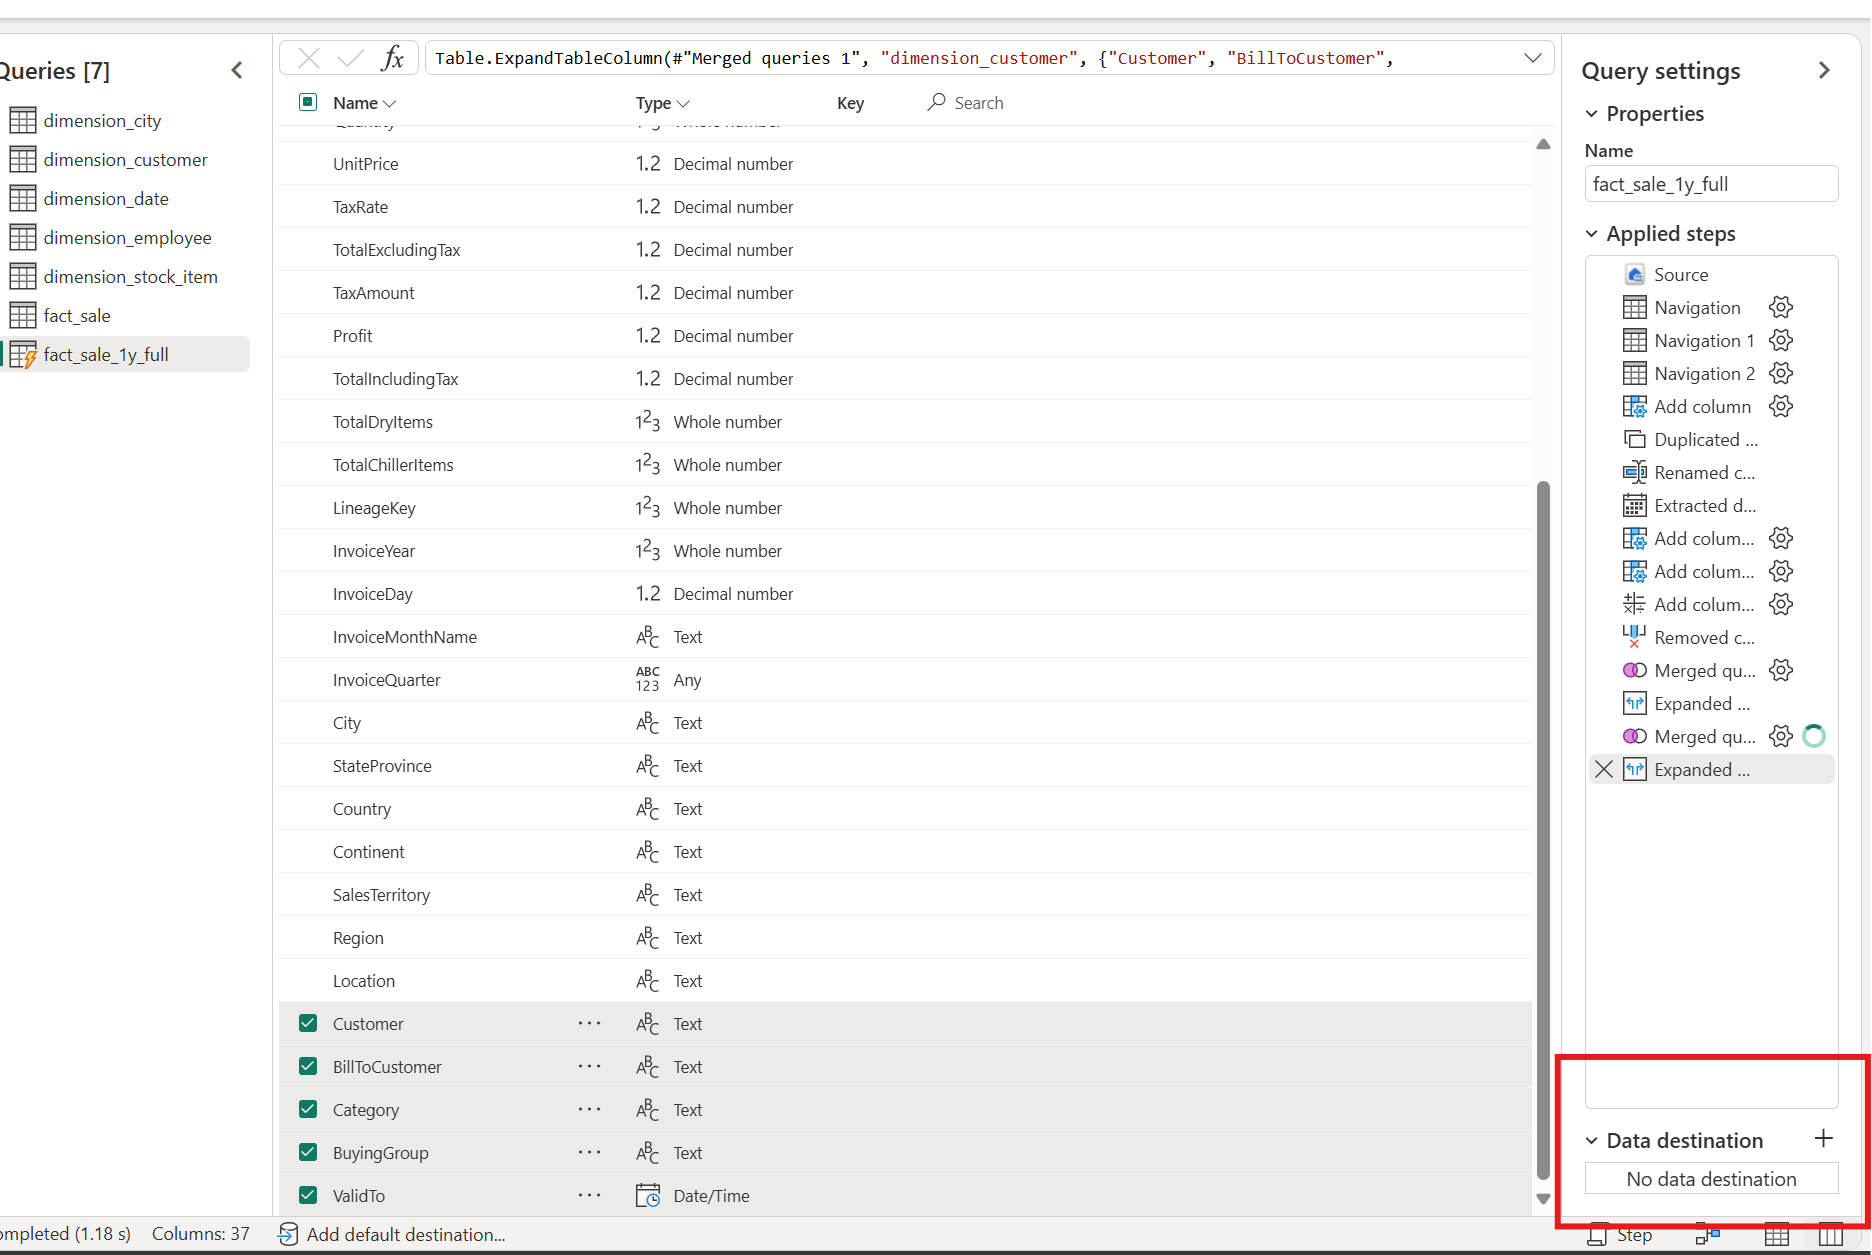 Queries [7]
dimension_city
dimension_customer
dimension_date
dimension_employee
dimension_stock_item
fact_sale
fact_sale_1y_full
fx
Table.ExpandTableColumn(#"Merged queries 1", "dimension_customer", {"Customer", "BillToCustomer",
Name Type Key Search
UnitPrice 1.2 Decimal number
TaxRate 1.2 Decimal number
TotalExcludingTax 1.2 Decimal number
TaxAmount 1.2 Decimal number
Profit 1.2 Decimal number
TotalIncludingTax 1.2 Decimal number
TotalDryItems 123 Whole number
TotalChillerItems 123 Whole number
LineageKey 123 Whole number
InvoiceYear 123 Whole number
InvoiceDay 1.2 Decimal number
InvoiceMonthName ABC Text
InvoiceQuarter ABC 123 Any
City ABC Text
StateProvince ABC Text
Country ABC Text
Continent ABC Text
SalesTerritory ABC Text
Region ABC Text
Location ABC Text
Customer ... ABC Text
BillToCustomer ... ABC Text
Category ... ABC Text
BuyingGroup ... ABC Text
ValidTo ... Date/Time
Query settings
Properties
Name
fact_sale_1y_full
Applied steps
Source
Navigation
Navigation 1
Navigation 2
Add column
Duplicated ...
Renamed c...
Extracted d...
Add colum...
Add colum...
Add colum...
Removed c...
Merged qu...
Expanded ...
Merged qu...
Expanded ...
Data destination
No data destination
ompleted (1.18 s) Columns: 37 Add default destination... Step